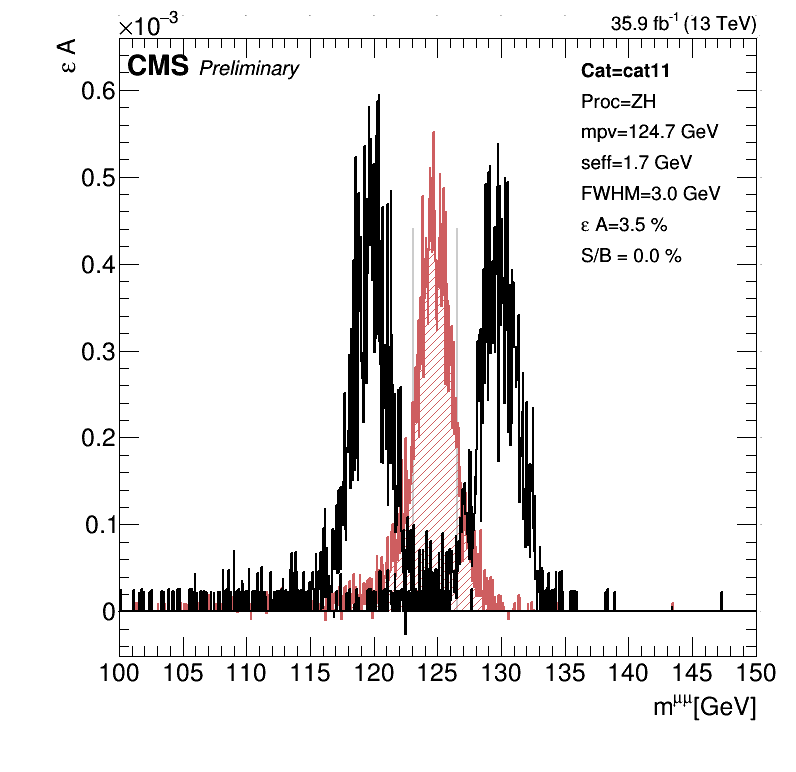 ×10⁻³
35.9 fb⁻¹ (13 TeV)
ε A
CMS Preliminary
Cat=cat11
Proc=ZH
mpv=124.7 GeV
seff=1.7 GeV
FWHM=3.0 GeV
ε A=3.5 %
S/B = 0.0 %
0.6
0.5
0.4
0.3
0.2
0.1
0
100 105 110 115 120 125 130 135 140 145 150
m^μμ[GeV]